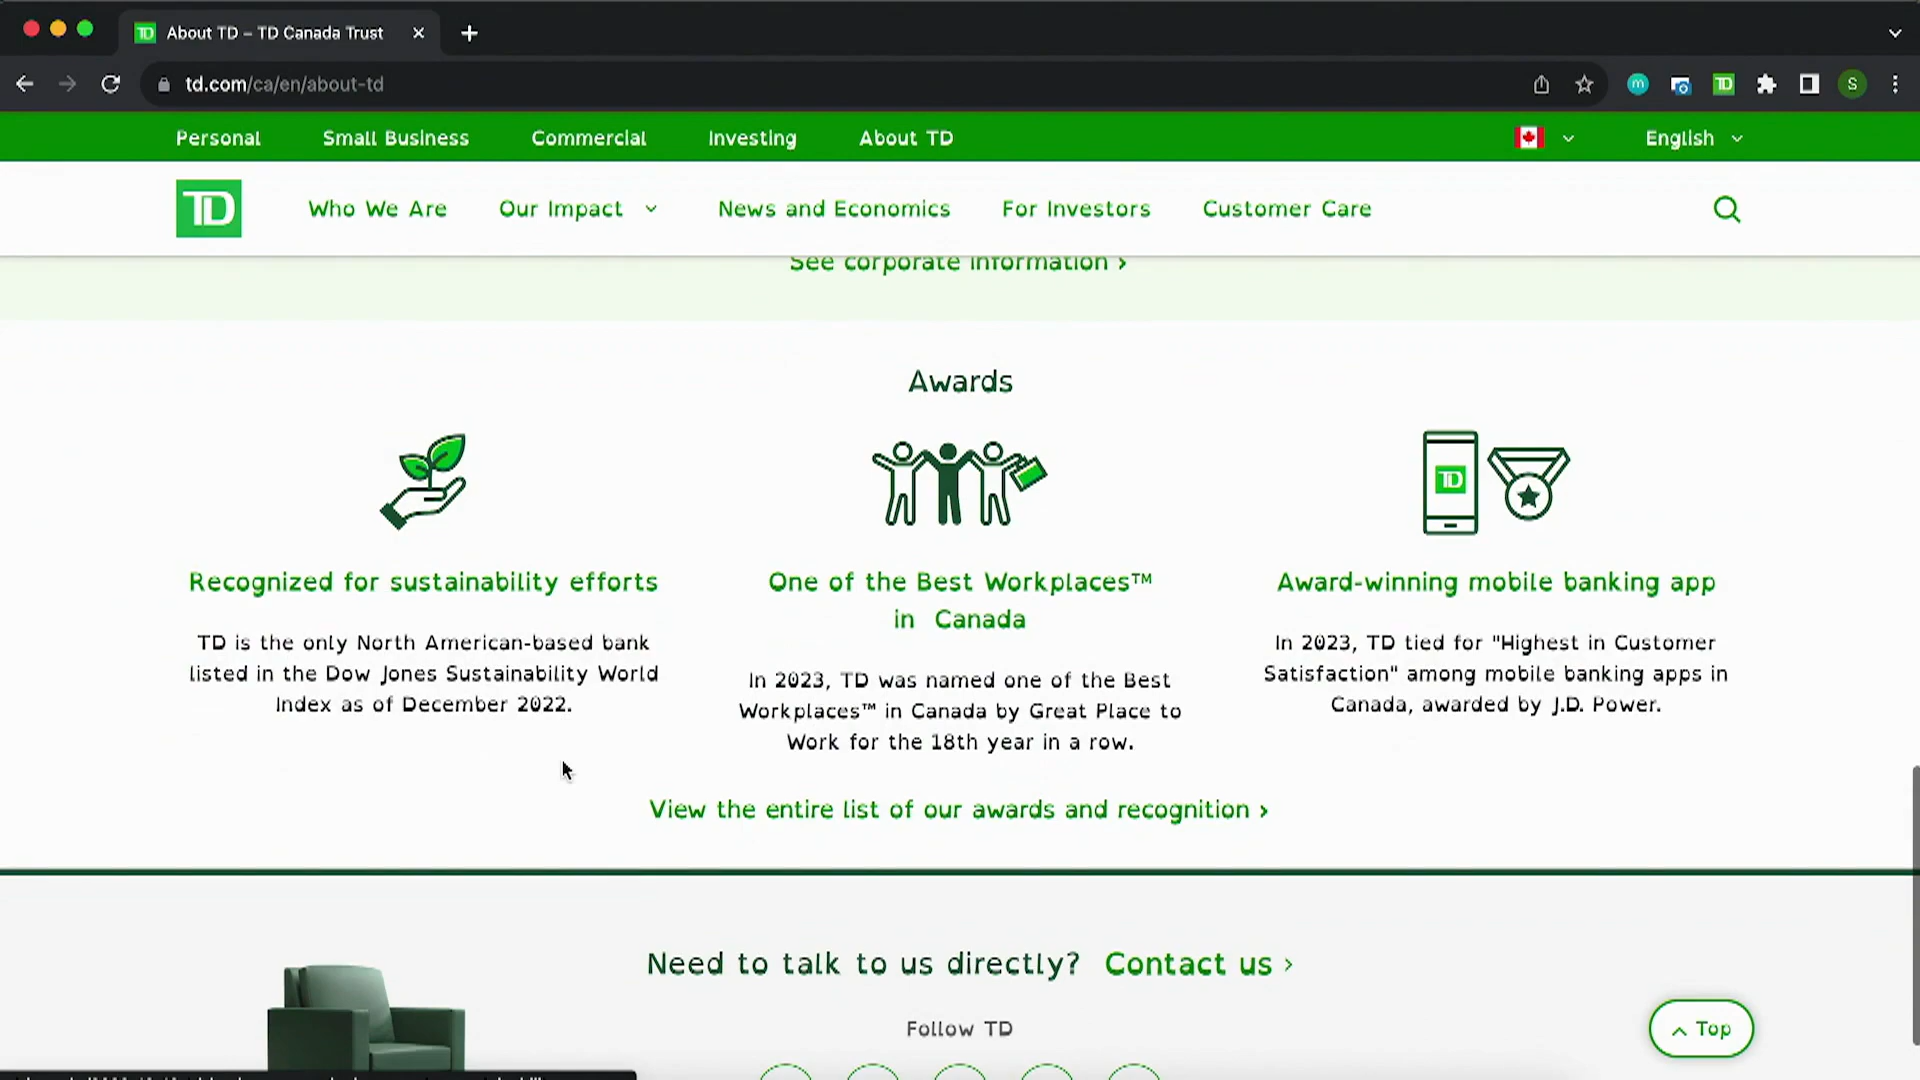 About TD – TD Canada Trust
td.com/ca/en/about-td
m
TD
S
Personal
Small Business
Commercial
Investing
About TD
English
TD
Who We Are
Our Impact
News and Economics
For Investors
Customer Care
See corporate information ›
Awards
TD
Recognized for sustainability efforts
TD is the only North American-based bank
listed in the Dow Jones Sustainability World
Index as of December 2022.
One of the Best Workplaces™
in Canada
In 2023, TD was named one of the Best
Workplaces™ in Canada by Great Place to
Work for the 18th year in a row.
Award-winning mobile banking app
In 2023, TD tied for "Highest in Customer
Satisfaction" among mobile banking apps in
Canada, awarded by J.D. Power.
View the entire list of our awards and recognition ›
Need to talk to us directly? Contact us ›
Follow TD
Top